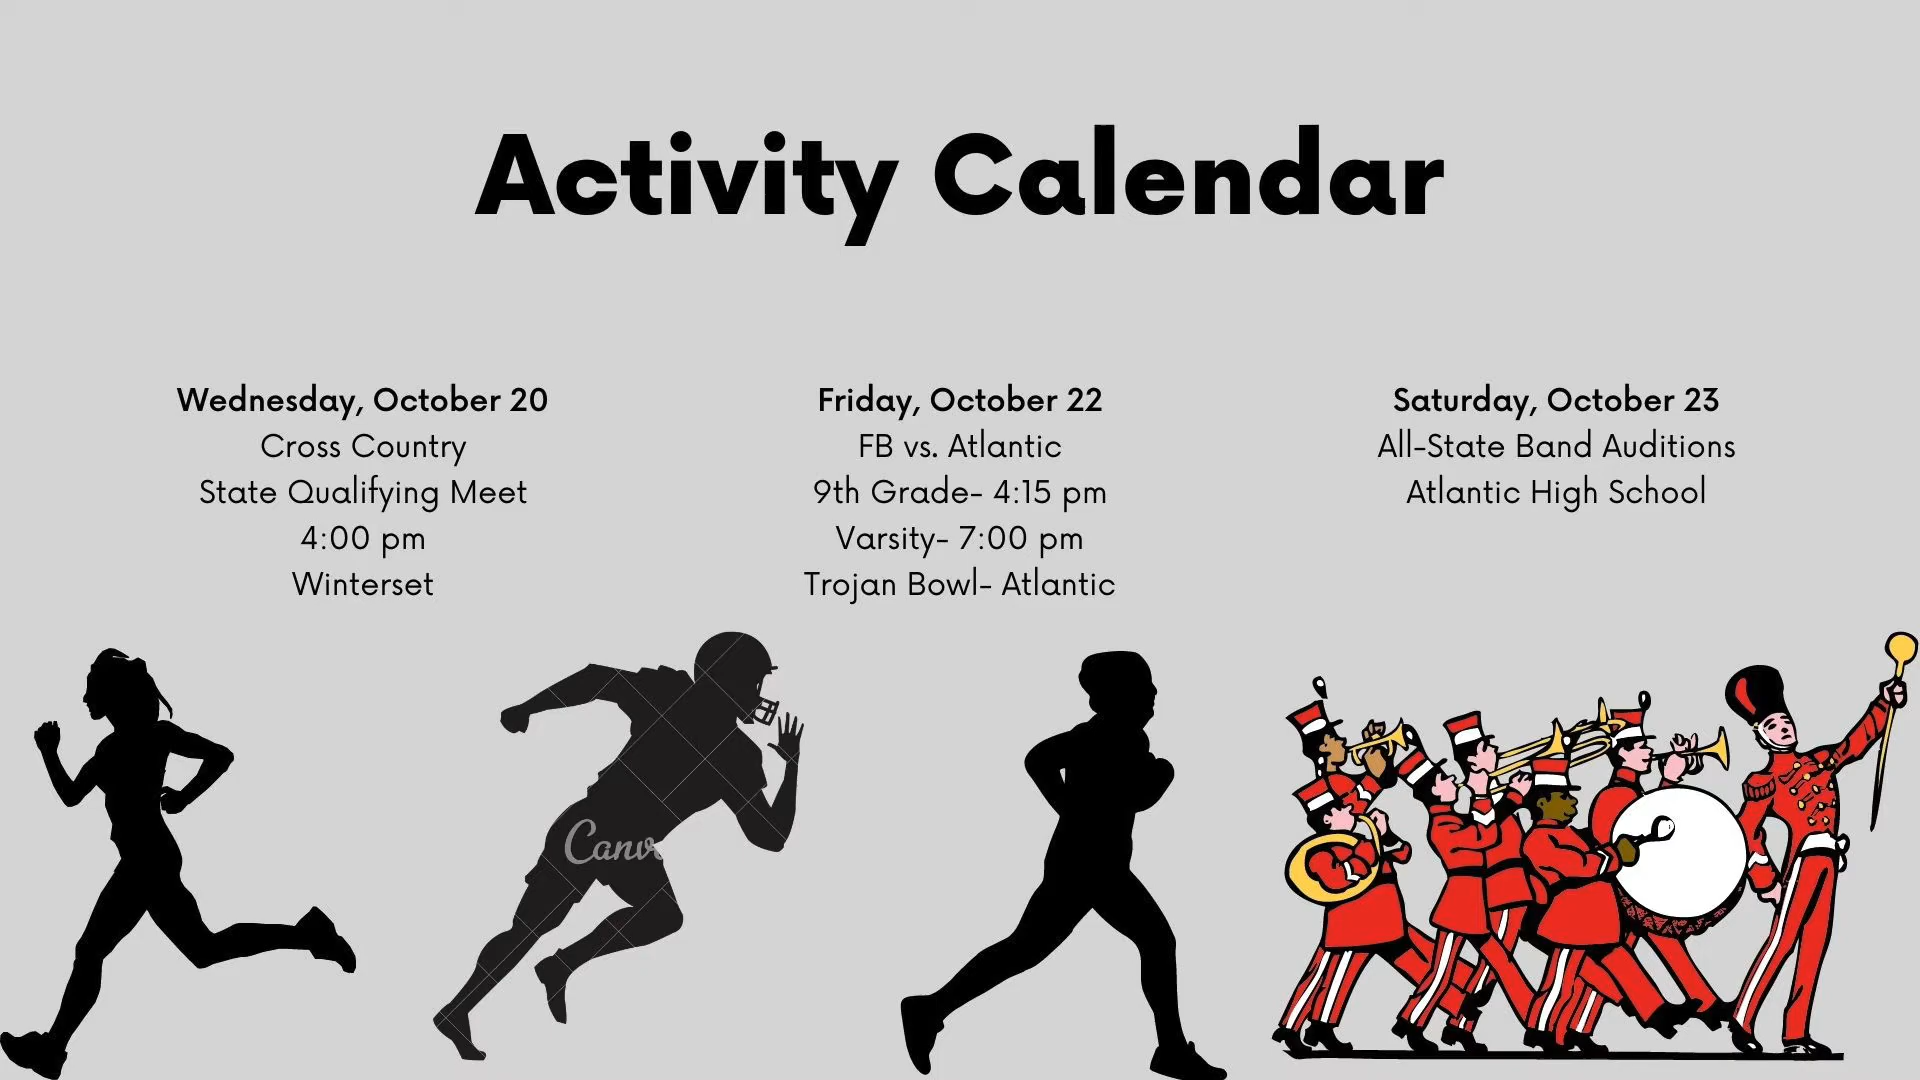 Activity Calendar
Wednesday, October 20
Cross Country
State Qualifying Meet
4:00 pm
Winterset
Friday, October 22
FB vs. Atlantic
9th Grade- 4:15 pm
Varsity- 7:00 pm
Trojan Bowl- Atlantic
Saturday, October 23
All-State Band Auditions
Atlantic High School
Canv